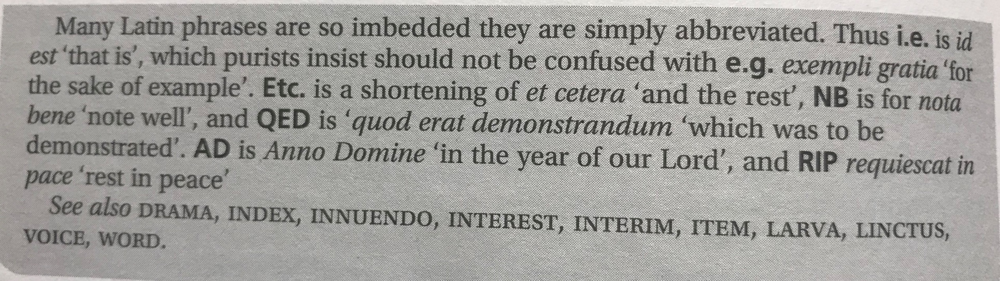 Many Latin phrases are so imbedded they are simply abbreviated. Thus i.e. is id
est ‘that is’, which purists insist should not be confused with e.g. exempli gratia ‘for
the sake of example’. Etc. is a shortening of et cetera ‘and the rest’, NB is for nota
bene ‘note well’, and QED is ‘quod erat demonstrandum ‘which was to be
demonstrated’. AD is Anno Domine ‘in the year of our Lord’, and RIP requiescat in
pace ‘rest in peace’
See also DRAMA, INDEX, INNUENDO, INTEREST, INTERIM, ITEM, LARVA, LINCTUS,
VOICE, WORD.